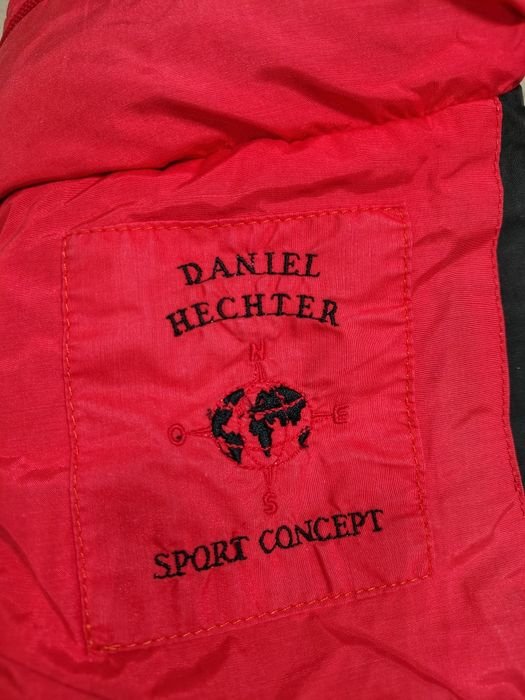 DANIEL
HECHTER
N
O E
S
SPORT CONCEPT